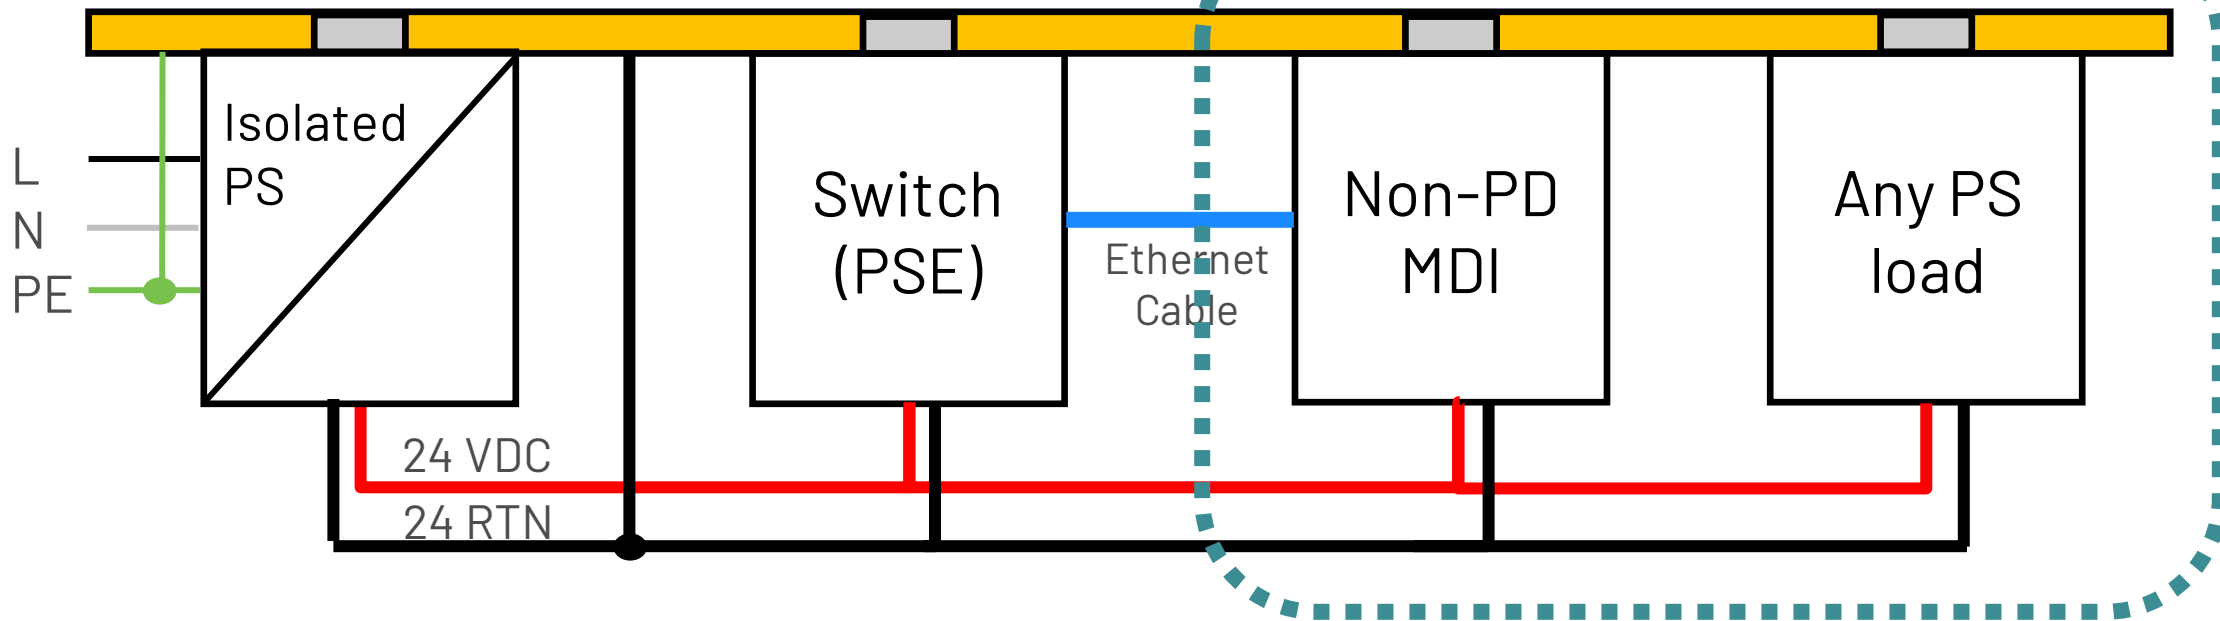 Isolated
PS
L
N
PE
Switch
(PSE)
Ethernet
Cable
Non-PD
MDI
Any PS
load
24 VDC
24 RTN